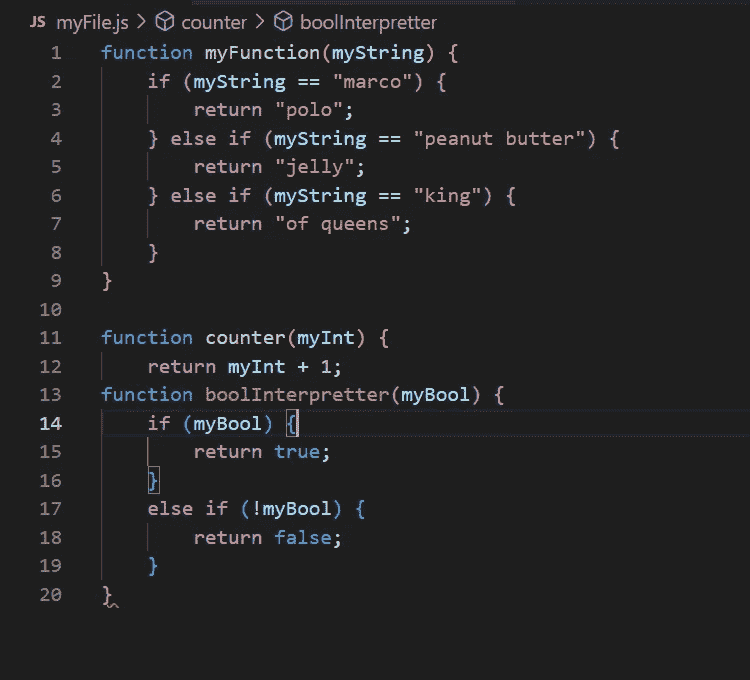 JS myFile.js > counter > boolInterpretter
1 function myFunction(myString) {
2     if (myString == "marco") {
3         return "polo";
4     } else if (myString == "peanut butter") {
5         return "jelly";
6     } else if (myString == "king") {
7         return "of queens";
8     }
9 }
10
11 function counter(myInt) {
12     return myInt + 1;
13 function boolInterpretter(myBool) {
14     if (myBool) {
15         return true;
16     }
17     else if (!myBool) {
18         return false;
19     }
20 }